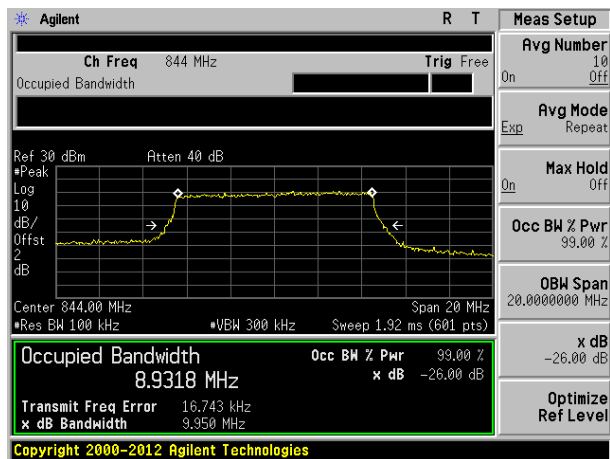 Agilent R T
Ch Freq 844 MHz Trig Free
Occupied Bandwidth
Ref 30 dBm Atten 40 dB
#Peak
Log
10
dB/
Offst
2
dB
Center 844.00 MHz Span 20 MHz
#Res BW 100 kHz #VBW 300 kHz Sweep 1.92 ms (601 pts)
Occupied Bandwidth Occ BW % Pwr 99.00 %
8.9318 MHz x dB -26.00 dB
Transmit Freq Error 16.743 kHz
x dB Bandwidth 9.950 MHz
Copyright 2000-2012 Agilent Technologies
Meas Setup
Avg Number
10
On Off
Avg Mode
Exp Repeat
Max Hold
On Off
Occ BW % Pwr
99.00 %
OBW Span
20.0000000 MHz
x dB
-26.00 dB
Optimize
Ref Level